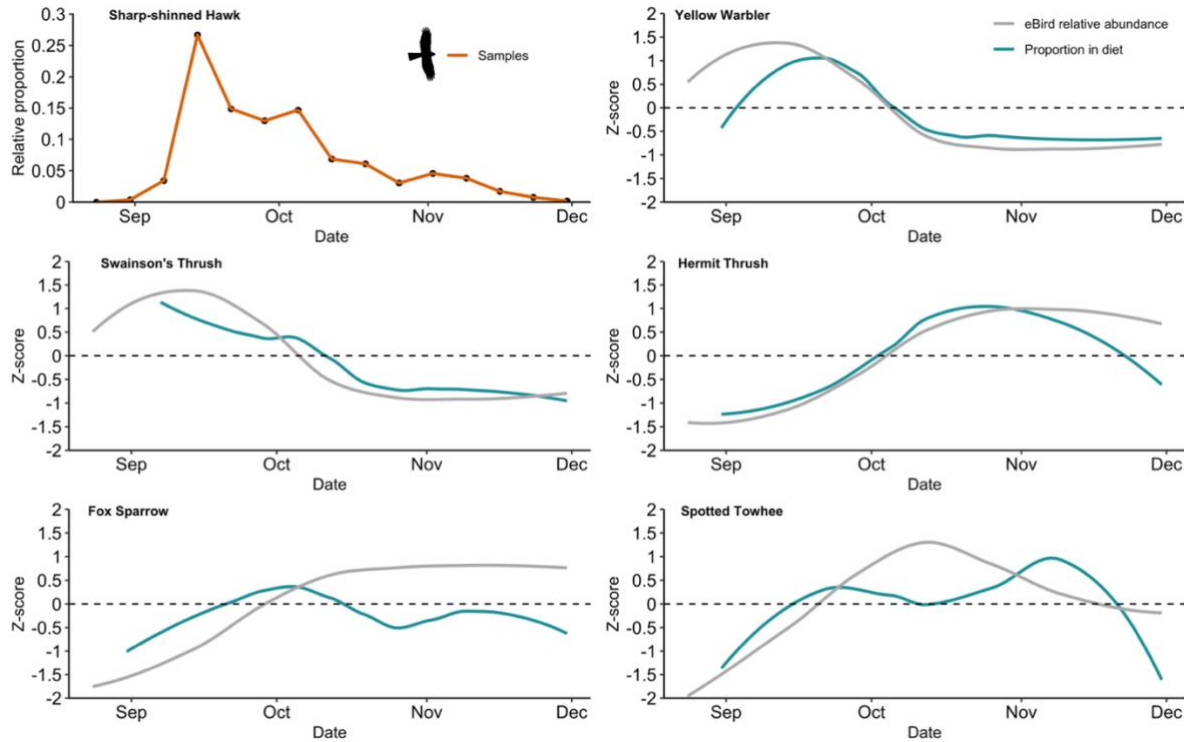 Sharp-shinned Hawk
Relative proportion
0.3
0.25
0.2
0.15
0.1
0.05
0
Samples
Sep
Oct
Nov
Dec
Date
Yellow Warbler
eBird relative abundance
Proportion in diet
Z-score
2
1.5
1
0.5
0
-0.5
-1
-1.5
-2
Sep
Oct
Nov
Dec
Date
Swainson's Thrush
Z-score
2
1.5
1
0.5
0
-0.5
-1
-1.5
-2
Sep
Oct
Nov
Dec
Date
Hermit Thrush
Z-score
2
1.5
1
0.5
0
-0.5
-1
-1.5
-2
Sep
Oct
Nov
Dec
Date
Fox Sparrow
Z-score
2
1.5
1
0.5
0
-0.5
-1
-1.5
-2
Sep
Oct
Nov
Dec
Date
Spotted Towhee
Z-score
2
1.5
1
0.5
0
-0.5
-1
-1.5
-2
Sep
Oct
Nov
Dec
Date